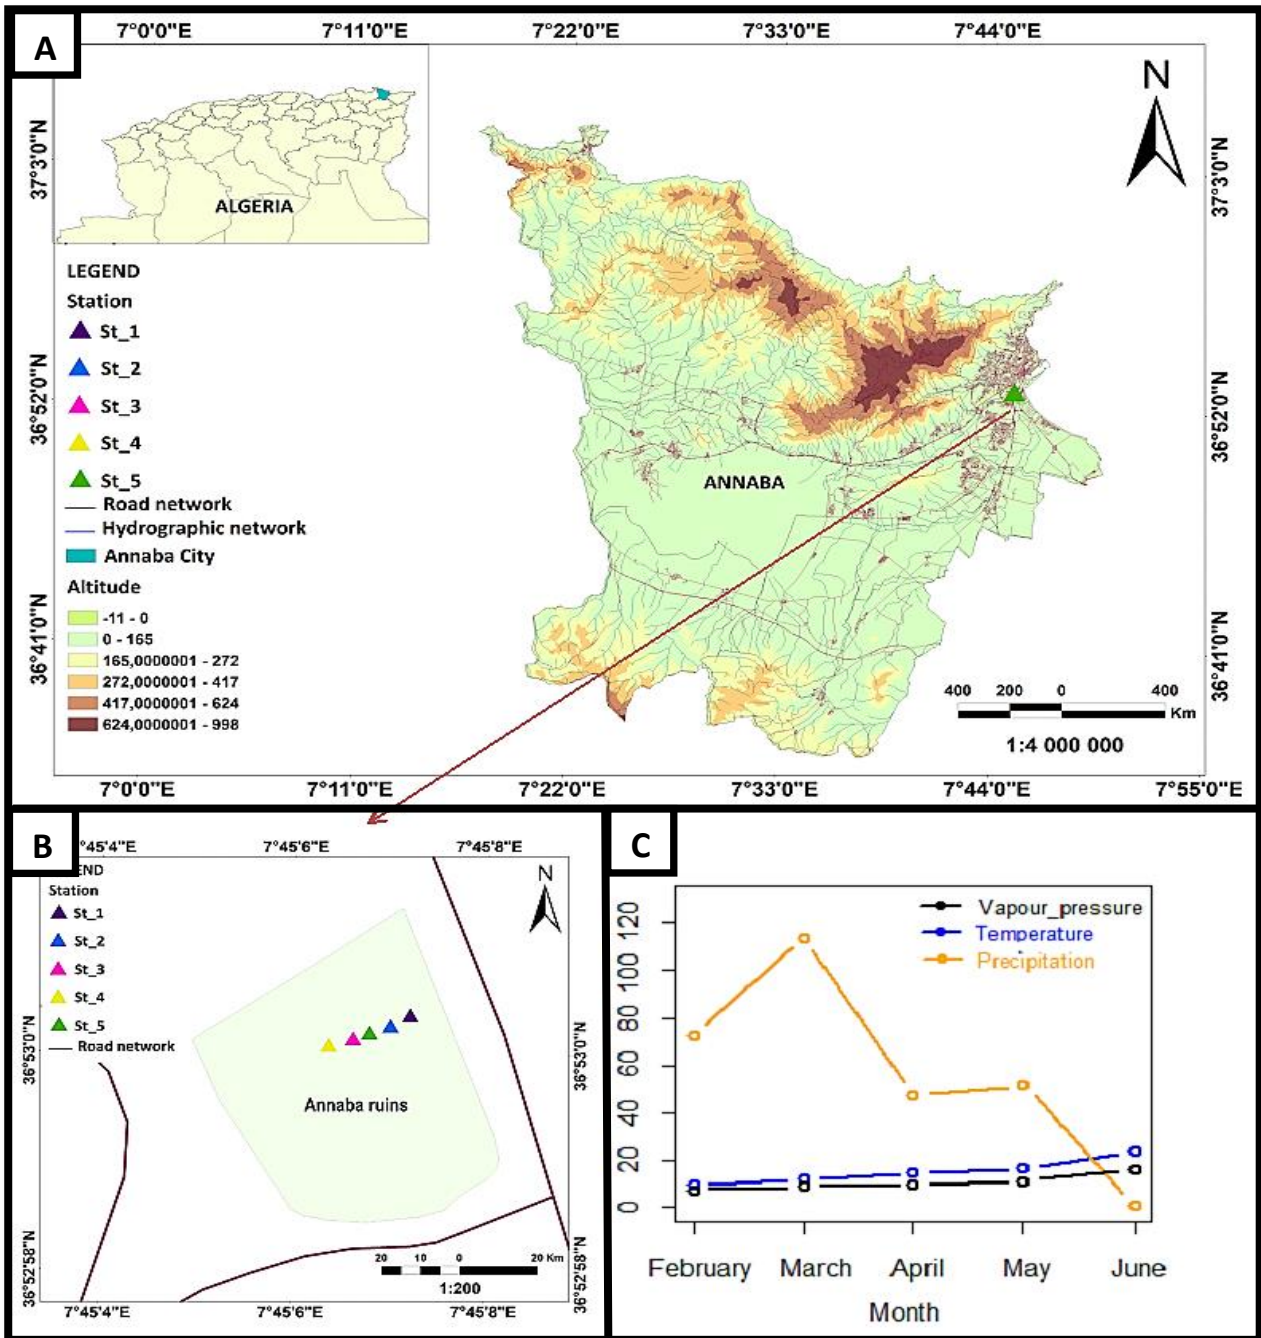 A
7°0'0"E 7°11'0"E 7°22'0"E 7°33'0"E 7°44'0"E
N
37°3'0"N
37°3'0"N
ALGERIA
LEGEND
Station
St_1
St_2
St_3
St_4
St_5
Road network
Hydrographic network
Annaba City
36°52'0"N
36°52'0"N
ANNABA
Altitude
-11 - 0
0 - 165
165,0000001 - 272
272,0000001 - 417
417,0000001 - 624
624,0000001 - 998
36°41'0"N
36°41'0"N
400 200 0 400
Km
1:4 000 000
7°0'0"E 7°11'0"E 7°22'0"E 7°33'0"E 7°44'0"E 7°55'0"E
B
°45'4"E 7°45'6"E 7°45'8"E
END
Station
St_1
St_2
St_3
St_4
St_5
Road network
N
36°53'0"N
36°53'0"N
Annaba ruins
36°52'58"N
36°52'58"N
20 10 0 20 Km
1:200
7°45'4"E 7°45'6"E 7°45'8"E
C
Vapour_pressure
Temperature
Precipitation
120
100
80
60
40
20
0
February March April May June
Month